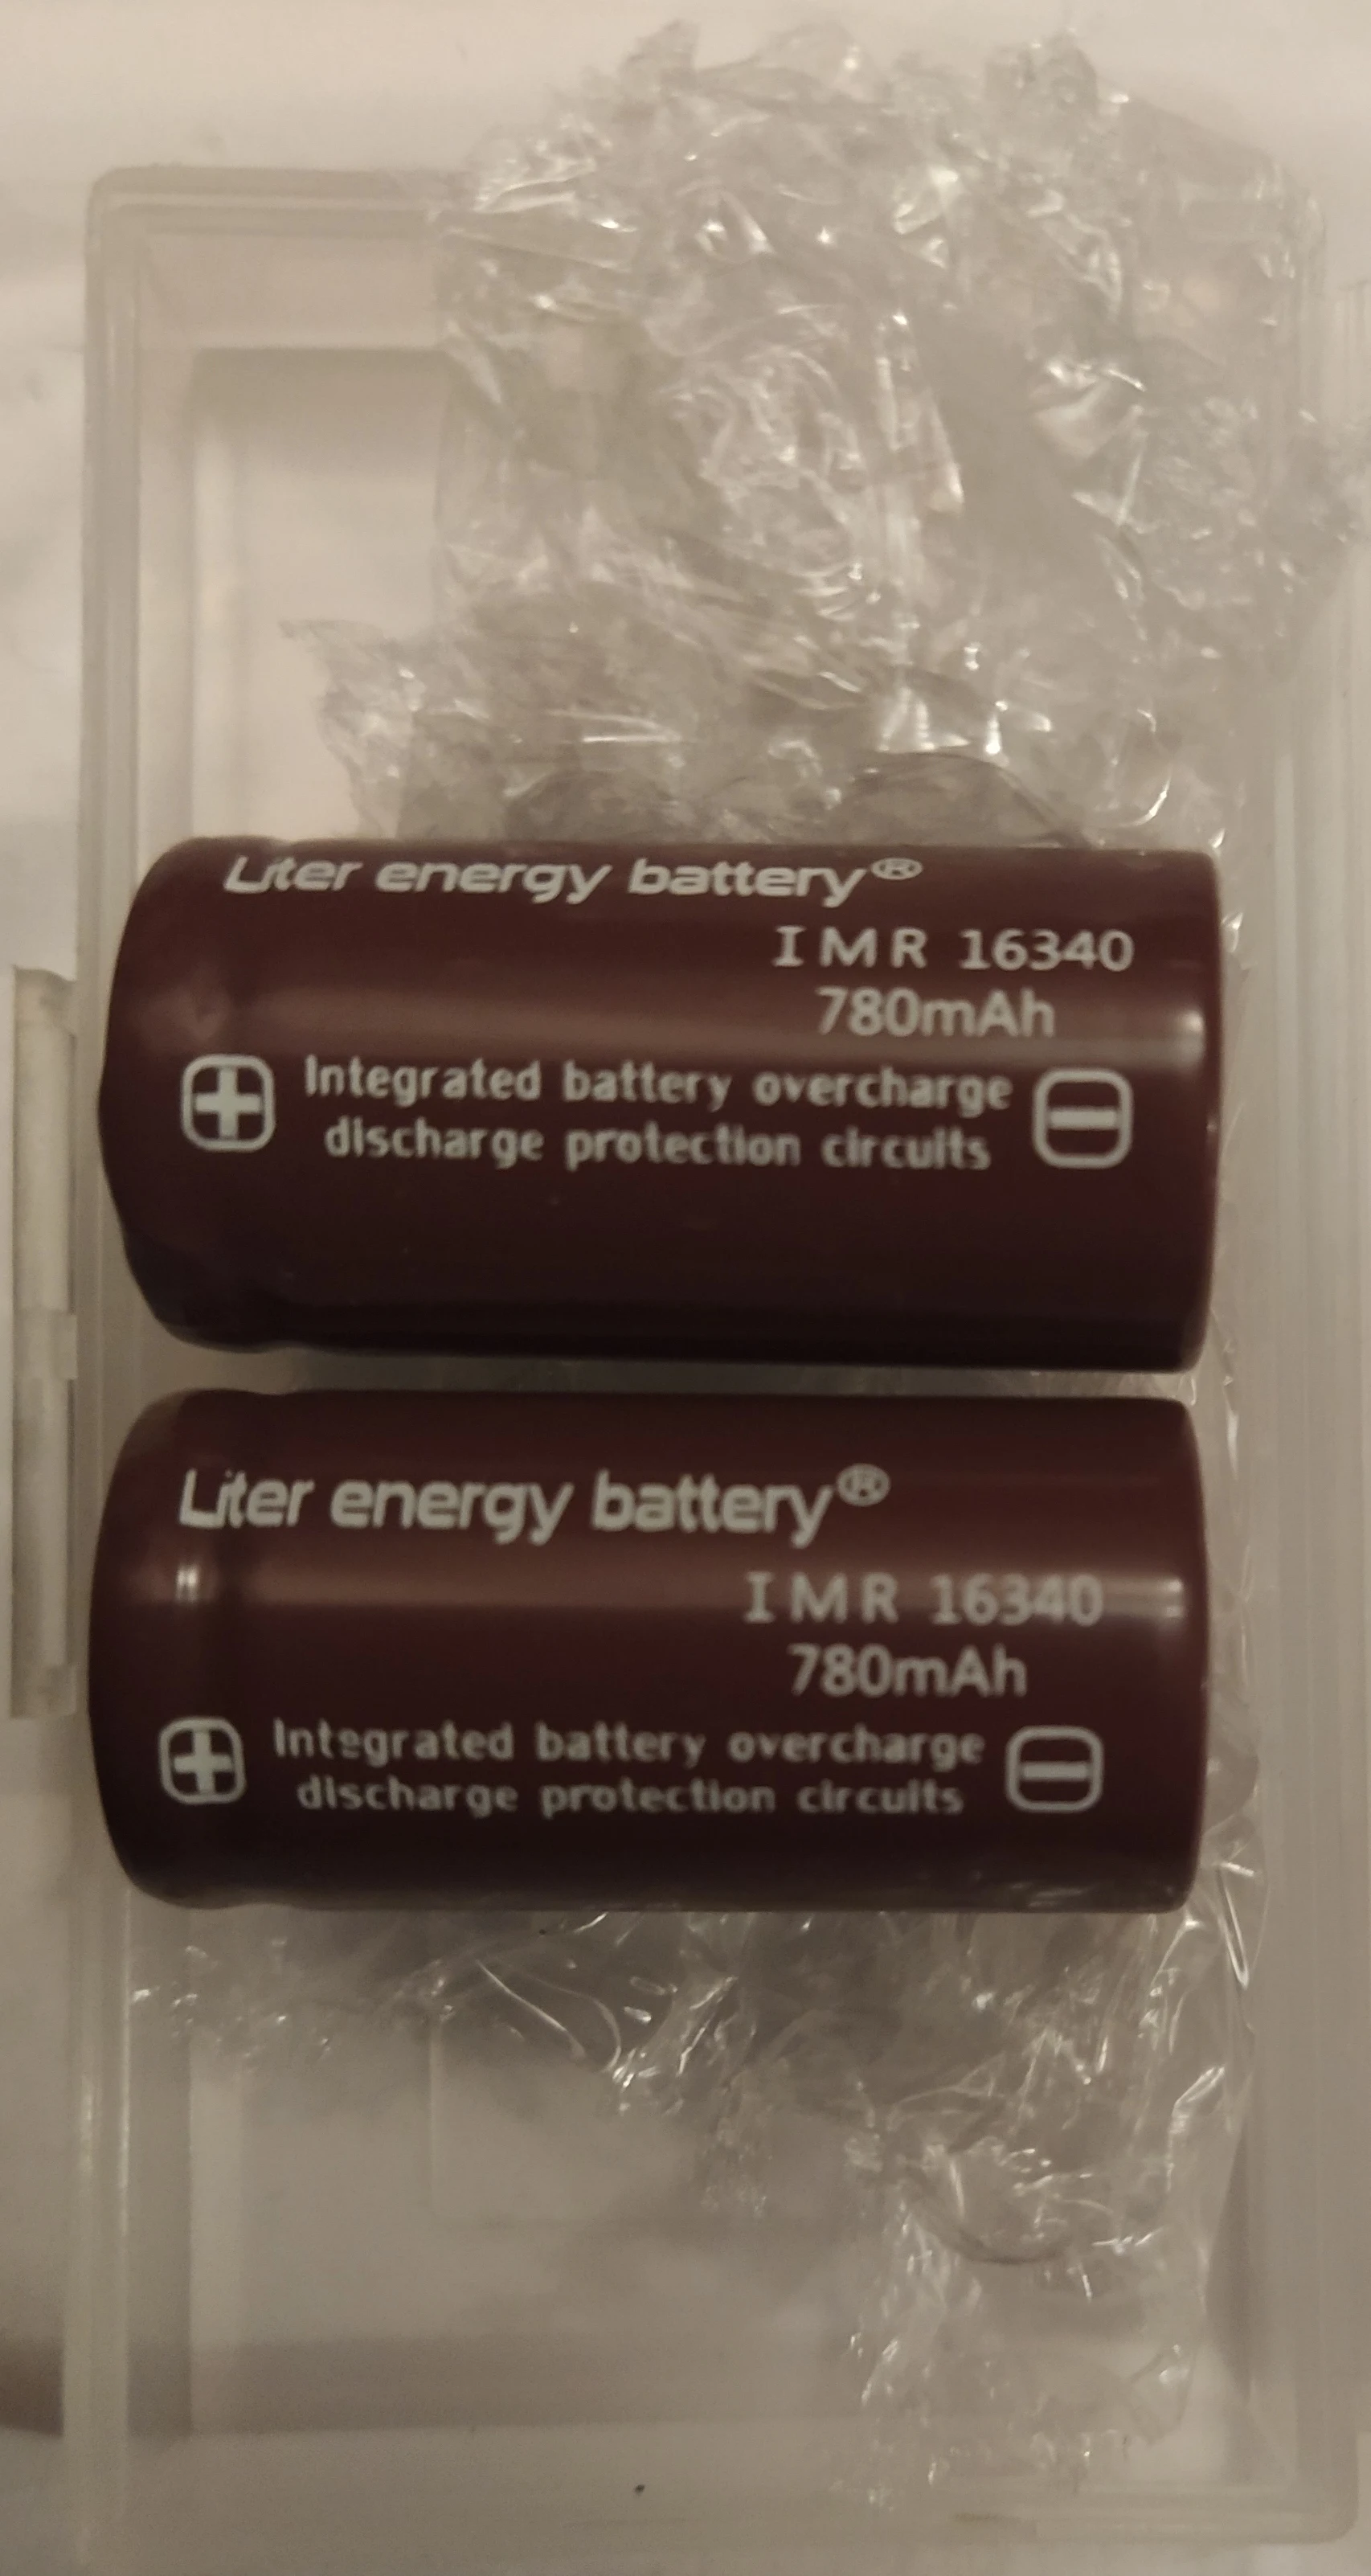 Liter energy battery®
IMR 16340
780mAh
+ Integrated battery overcharge −
discharge protection circuits
Liter energy battery®
IMR 16340
780mAh
+ Integrated battery overcharge −
discharge protection circuits